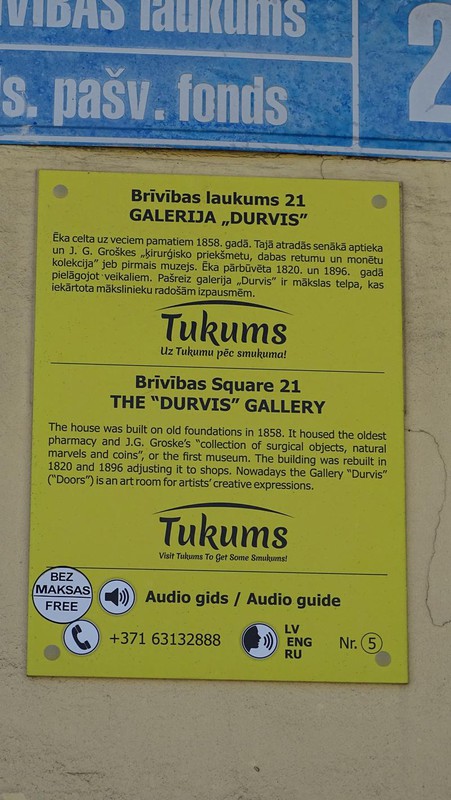 laukums
pašv. fonds
Brīvības laukums 21
GALERIJA „DURVIS”
Ēka celta uz veciem pamatiem 1858. gadā. Tajā atradās senākā aptieka
un J. G. Groškes „ķirurģisko priekšmetu, dabas retumu un monētu
kolekcija” jeb pirmais muzejs. Ēka pārbūvēta 1820. un 1896. gadā
pielāgojot veikaliem. Pašreiz galerija „Durvis” ir mākslas telpa, kas
iekārtota mākslinieku radošām izpausmēm.
Tukums
Uz Tukumu pēc smukuma!
Brīvības Square 21
THE “DURVIS” GALLERY
The house was built on old foundations in 1858. It housed the oldest
pharmacy and J.G. Groske's “collection of surgical objects, natural
marvels and coins”, or the first museum. The building was rebuilt in
1820 and 1896 adjusting it to shops. Nowadays the Gallery “Durvis”
(“Doors”) is an art room for artists’ creative expressions.
Tukums
Visit Tukums To Get Some Smukums!
BEZ
MAKSAS
FREE
Audio gids / Audio guide
+371 63132888
LV
ENG
RU
Nr. 5